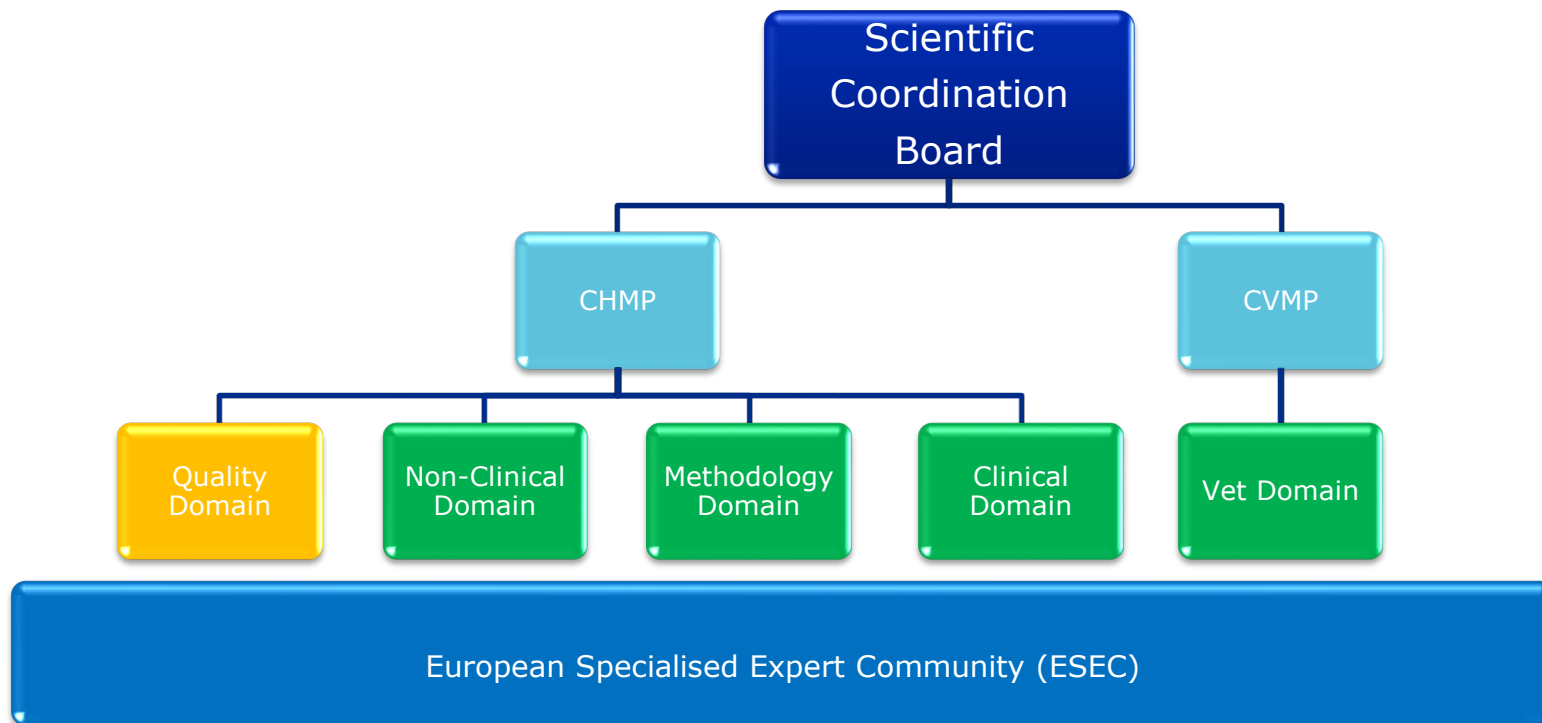 Scientific
Coordination
Board
CHMP
CVMP
Quality
Domain
Non-Clinical
Domain
Methodology
Domain
Clinical
Domain
Vet Domain
European Specialised Expert Community (ESEC)